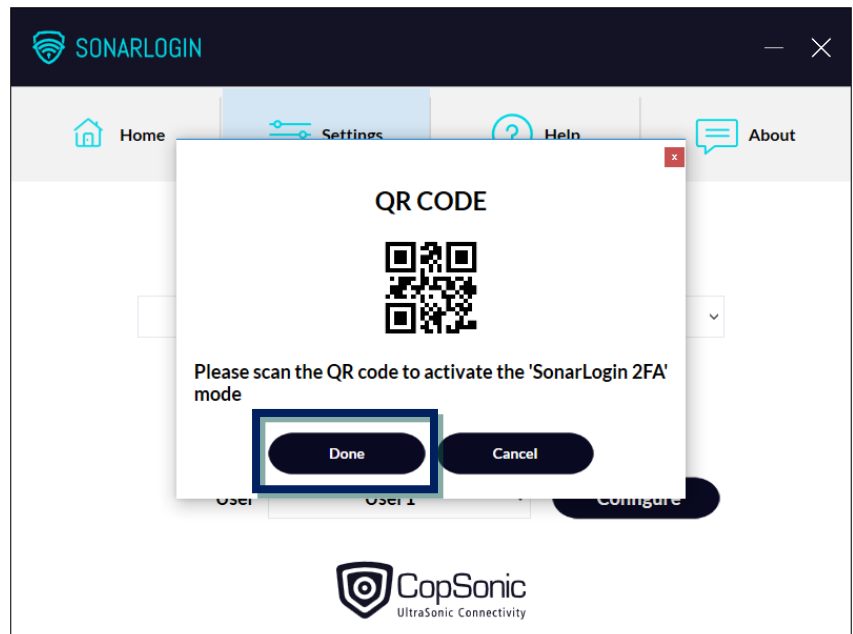 SONARLOGIN
Home Settings Help About
x
QR CODE
Please scan the QR code to activate the 'SonarLogin 2FA'
mode
Done Cancel
User User 1 Configure
CopSonic
UltraSonic Connectivity